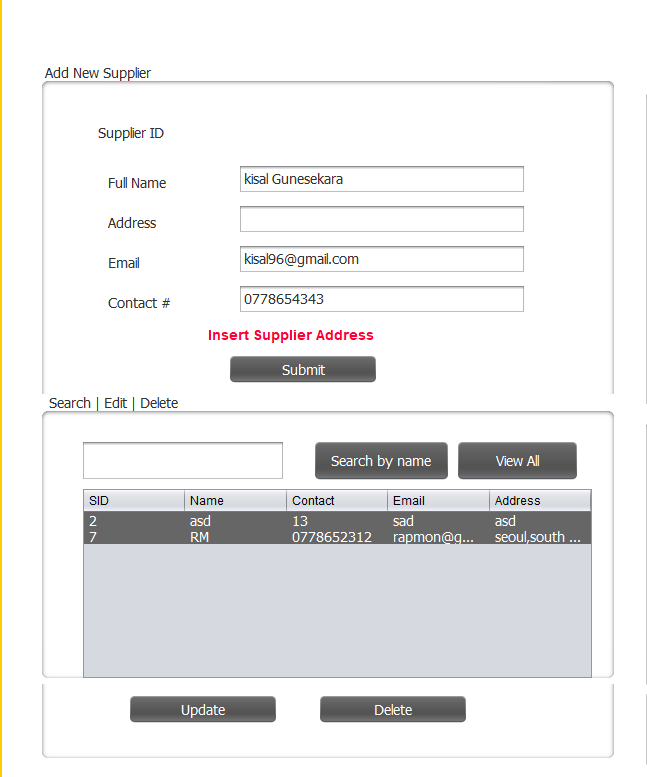 Add New Supplier
Supplier ID
Full Name kisal Gunesekara
Address
Email kisal96@gmail.com
Contact # 0778654343
Insert Supplier Address
Submit
Search | Edit | Delete
Search by name View All
SID Name Contact Email Address
2 asd 13 sad asd
7 RM 0778652312 rapmon@g... seoul,south ...
Update Delete